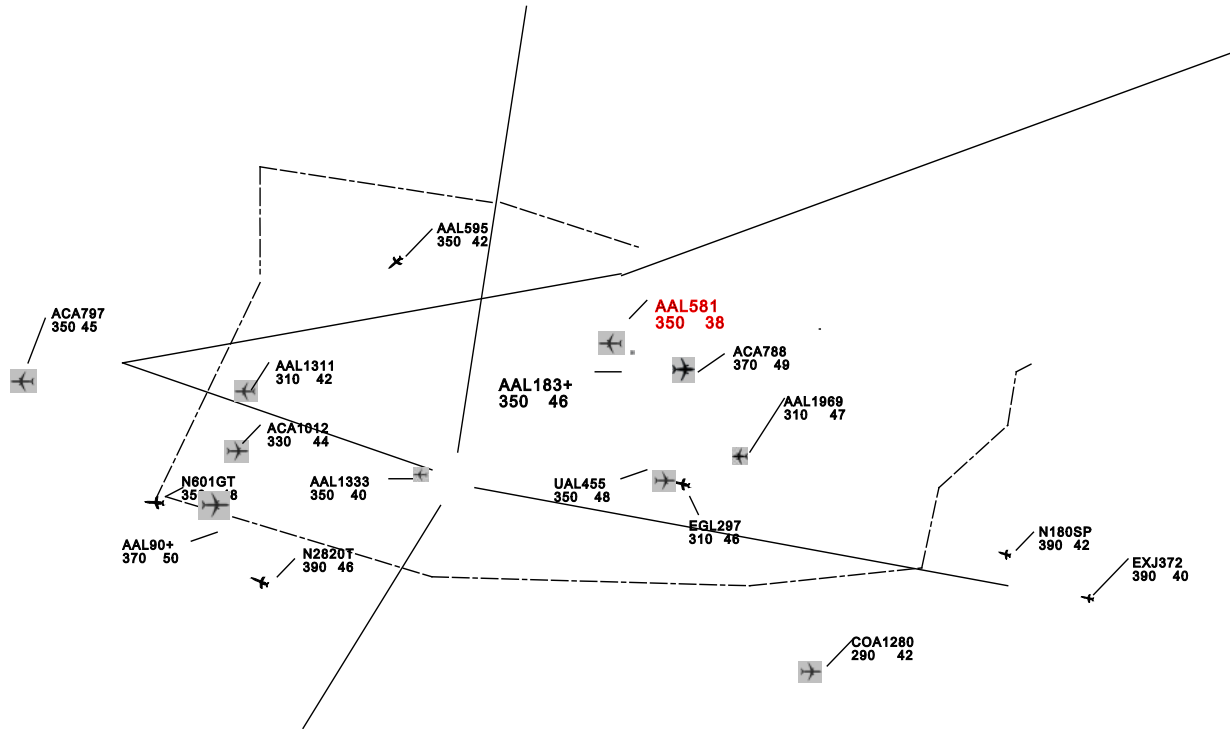 AAL595
350 42
ACA797
350 45
AAL581
350 38
ACA788
370 49
AAL1311
310 42
AAL183+
350 46
AAL1969
310 47
ACA1012
330 44
N601GT
AAL1333
350 40
UAL455
350 48
EGL297
310 46
AAL90+
370 50
N2820T
390 46
N180SP
390 42
EXJ372
390 40
COA1280
290 42